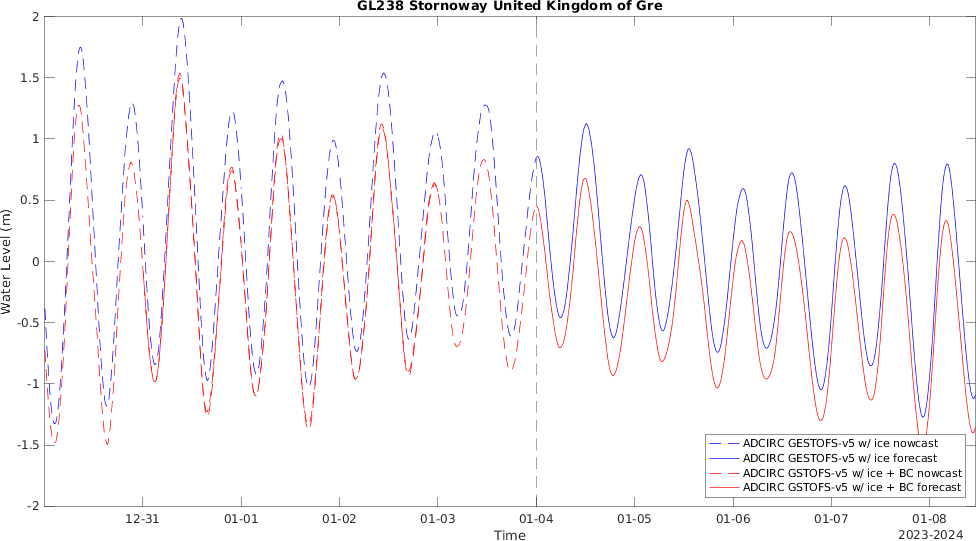 GL238 Stornoway United Kingdom of Gre
2
1.5
1
0.5
0
-0.5
-1
-1.5
-2
Water Level (m)
12-31
01-01
01-02
01-03
01-04
01-05
01-06
01-07
01-08
Time
2023-2024
ADCIRC GESTOFS-v5 w/ ice nowcast
ADCIRC GESTOFS-v5 w/ ice forecast
ADCIRC GSTOFS-v5 w/ ice + BC nowcast
ADCIRC GSTOFS-v5 w/ ice + BC forecast